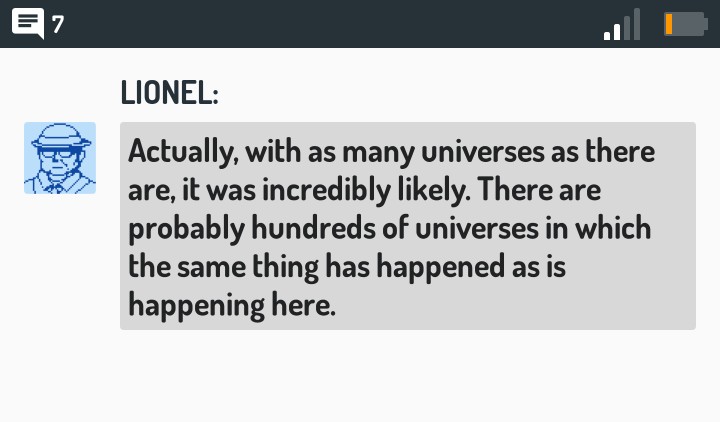 7
LIONEL:
Actually, with as many universes as there
are, it was incredibly likely. There are
probably hundreds of universes in which
the same thing has happened as is
happening here.